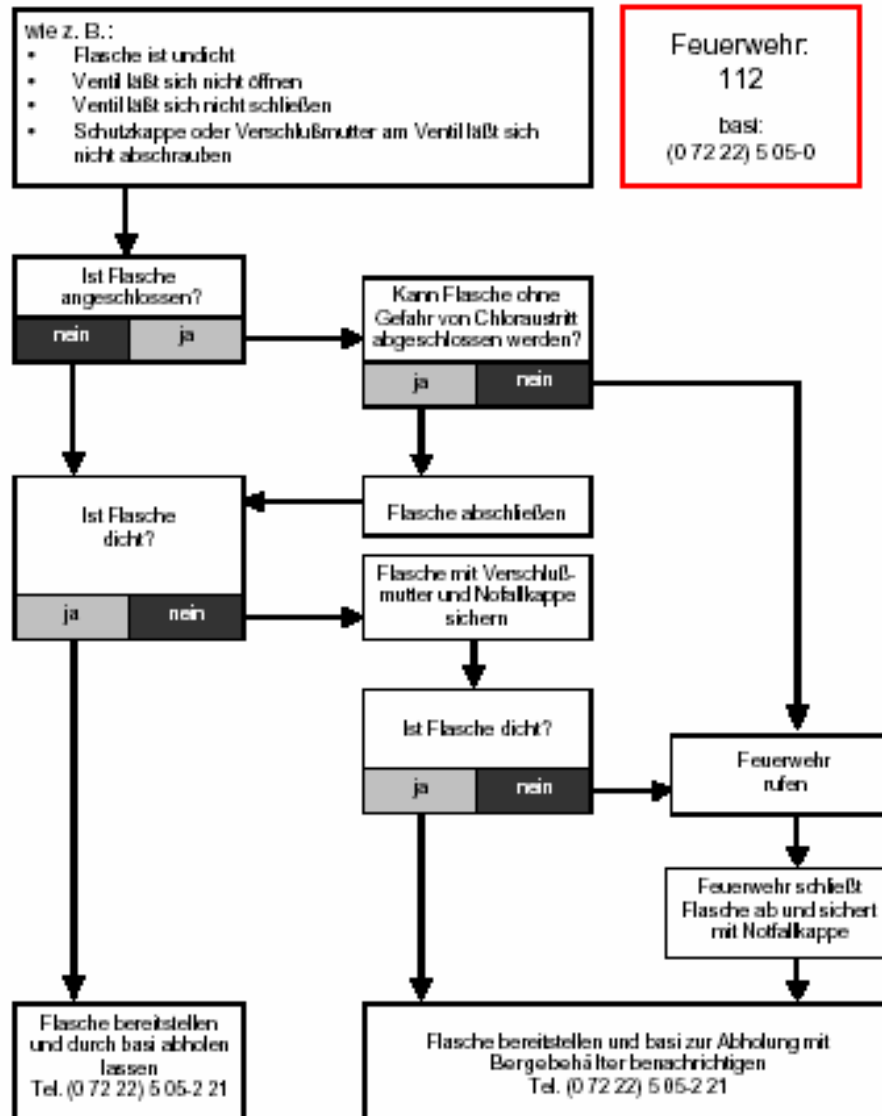 wie z. B.:
• Flasche ist undicht
• Ventil läßt sich nicht öffnen
• Ventil läßt sich nicht schließen
• Schutzkappe oder Verschlußmutter am Ventil läßt sich
nicht abschrauben
Feuerwehr:
112
basi:
(0 72 22) 5 05-0
Ist Flasche
angeschlossen?
nein
ja
Kann Flasche ohne
Gefahr von Chloraustritt
abgeschlossen werden?
ja
nein
Ist Flasche
dicht?
ja
nein
Flasche abschließen
Flasche mit Verschluß-
mutter und Nofallkappe
sichern
Ist Flasche dicht?
ja
nein
Feuerwehr
rufen
Feuerwehr schließt
Flasche ab und sichert
mit Notfallkappe
Flasche bereitstellen
und durch basi abholen
lassen
Tel. (0 72 22) 5 05-2 21
Flasche bereitstellen und basi zur Abholung mit
Bergebehälter benachrichtigen
Tel. (0 72 22) 5 05-2 21